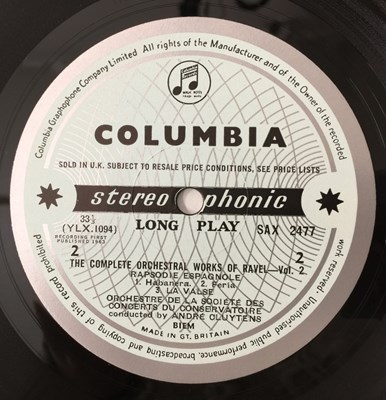 Columbia Graphophone Company Limited All rights of the Manufacturer and of the Owner of the recorded work reserved. Unauthorised public performance, broadcasting and copying of this record prohibited
COLUMBIA
SOLD IN U.K. SUBJECT TO RESALE PRICE CONDITIONS, SEE PRICE LISTS
stereophonic
33⅓ LONG PLAY SAX 2477
(YLX.1094)
RECORDING FIRST
PUBLISHED 1963
2 2
THE COMPLETE ORCHESTRAL WORKS OF RAVEL—Vol. 2
RAPSODIE ESPAGNOLE
1. Habanera. 2. Feria
3. LA VALSE
ORCHESTRE DE LA SOCIETE DES
CONCERTS DU CONSERVATOIRE
conducted by ANDRE CLUYTENS
BIEM
MADE IN GT. BRITAIN